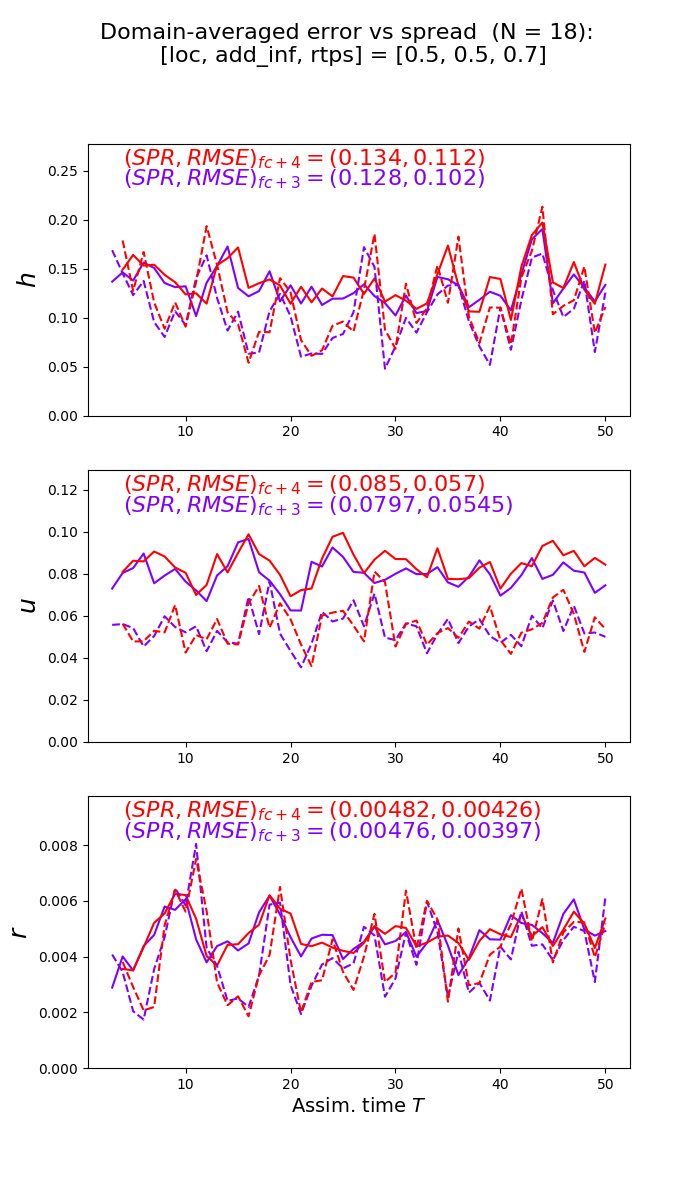 Domain-averaged error vs spread (N = 18):
[loc, add_inf, rtps] = [0.5, 0.5, 0.7]
(SPR, RMSE)fc+4 = (0.134, 0.112)
(SPR, RMSE)fc+3 = (0.128, 0.102)
h
0.25
0.20
0.15
0.10
0.05
0.00
10 20 30 40 50
(SPR, RMSE)fc+4 = (0.085, 0.057)
(SPR, RMSE)fc+3 = (0.0797, 0.0545)
u
0.12
0.10
0.08
0.06
0.04
0.02
0.00
10 20 30 40 50
(SPR, RMSE)fc+4 = (0.00482, 0.00426)
(SPR, RMSE)fc+3 = (0.00476, 0.00397)
r
0.008
0.006
0.004
0.002
0.000
10 20 30 40 50
Assim. time T